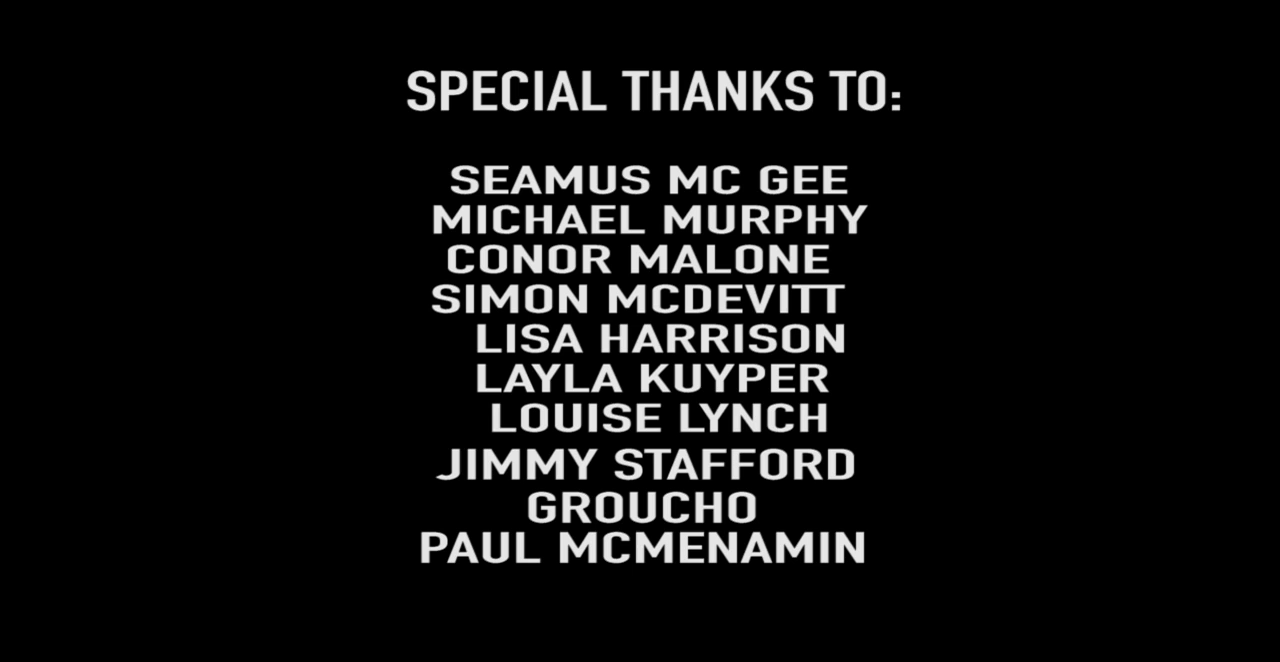 SPECIAL THANKS TO:
SEAMUS MC GEE
MICHAEL MURPHY
CONOR MALONE
SIMON MCDEVITT
LISA HARRISON
LAYLA KUYPER
LOUISE LYNCH
JIMMY STAFFORD
GROUCHO
PAUL MCMENAMIN